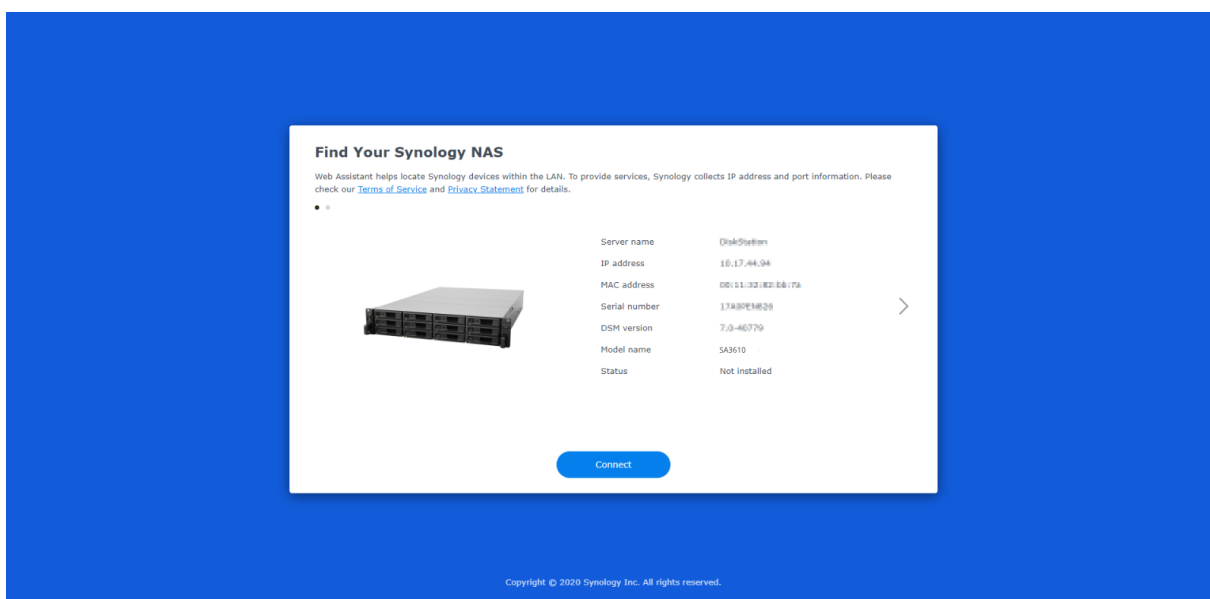 Find Your Synology NAS
Web Assistant helps locate Synology devices within the LAN. To provide services, Synology collects IP address and port information. Please
check our Terms of Service and Privacy Statement for details.
Server name DiskStation
IP address
MAC address
Serial number
DSM version
Model name SA3610
Status Not installed
Connect
Copyright © 2020 Synology Inc. All rights reserved.